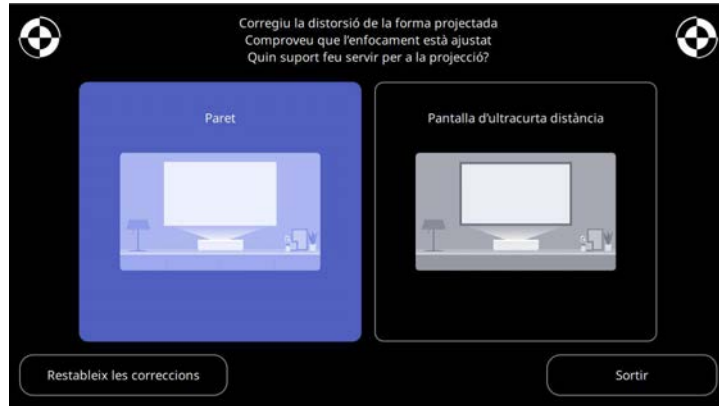 Corregiu la distorsió de la forma projectada
Comproveu que l'enfocament està ajustat
Quin suport feu servir per a la projecció?
Paret
Pantalla d'ultracurta distància
Restableix les correccions
Sortir